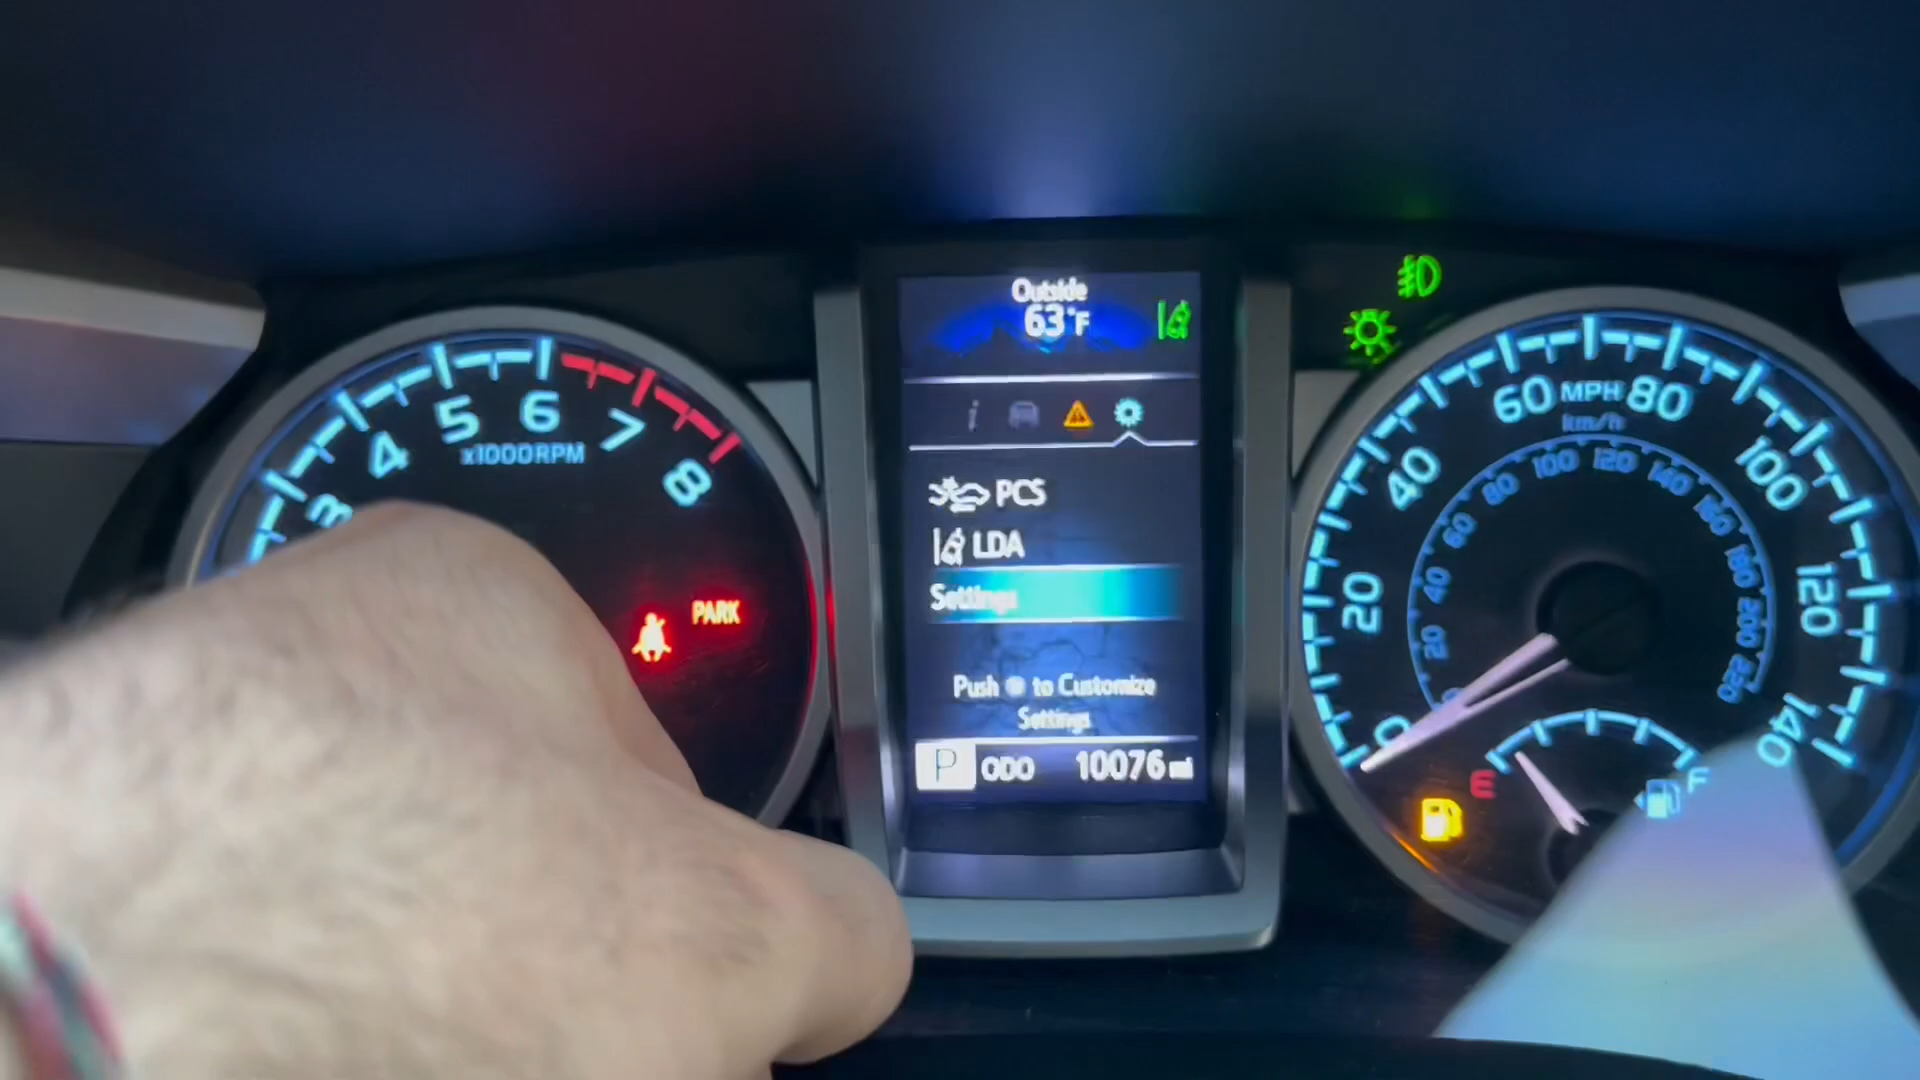 Outside
63°F
PCS
LDA
Settings
Push to Customize
Settings
P ODO 10076 mi
3
4
5
6
7
8
x1000RPM
PARK
0
20
40
60
MPH
80
100
120
140
km/h
20
40
60
80
100
120
140
160
180
200
220
E
F